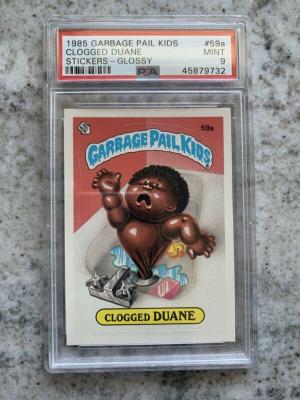 1985 GARBAGE PAIL KIDS #59a
CLOGGED DUANE MINT
STICKERS - GLOSSY 9
PSA 45879732
59a
GARBAGE PAIL KIDS
CLOGGED DUANE